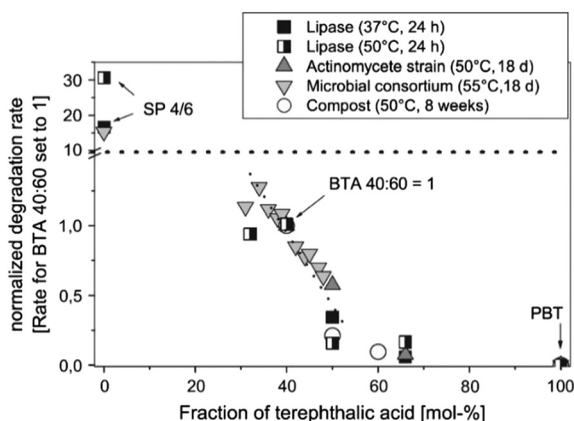 Lipase (37°C, 24 h)
Lipase (50°C, 24 h)
Actinomycete strain (50°C, 18 d)
Microbial consortium (55°C, 18 d)
Compost (50°C, 8 weeks)
30
20
10
SP 4/6
BTA 40:60 = 1
1,0
0,5
0,0
PBT
0
20
40
60
80
100
normalized degradation rate
[Rate for BTA 40:60 set to 1]
Fraction of terephthalic acid [mol-%]